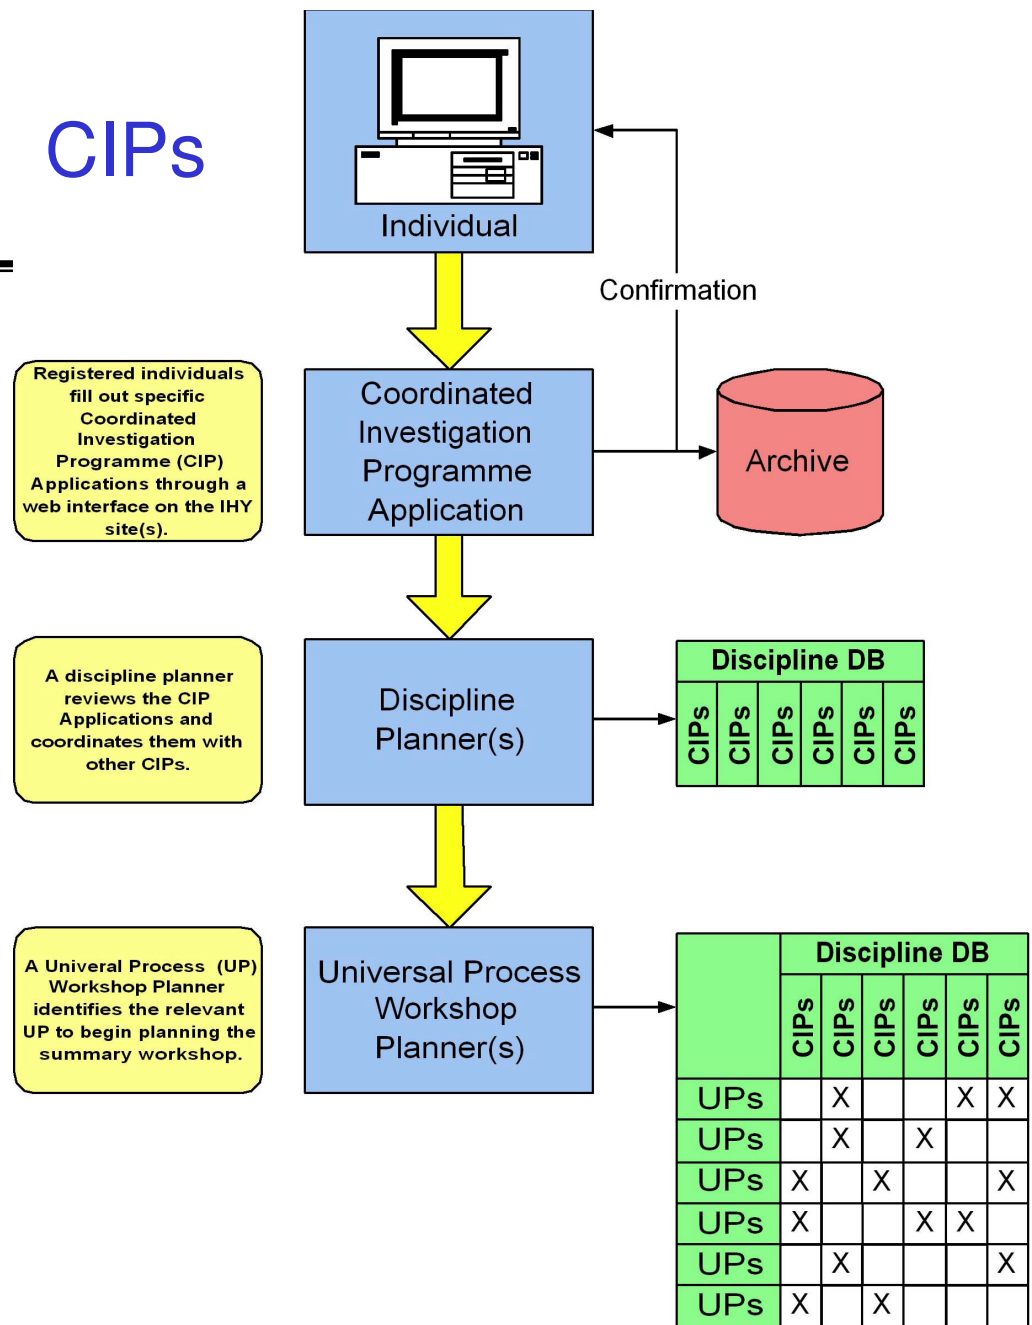 CIPs
Individual
Confirmation
Registered individuals
fill out specific
Coordinated
Investigation
Programme (CIP)
Applications through a
web interface on the IHY
site(s).
Coordinated
Investigation
Programme
Application
Archive
A discipline planner
reviews the CIP
Applications and
coordinates them with
other CIPs.
Discipline
Planner(s)
Discipline DB
CIPs CIPs CIPs CIPs CIPs CIPs
A Univeral Process (UP)
Workshop Planner
identifies the relevant
UP to begin planning the
summary workshop.
Universal Process
Workshop
Planner(s)
Discipline DB
CIPs CIPs CIPs CIPs CIPs CIPs
UPs X X X
UPs X X
UPs X X X
UPs X X X
UPs X X
UPs X X